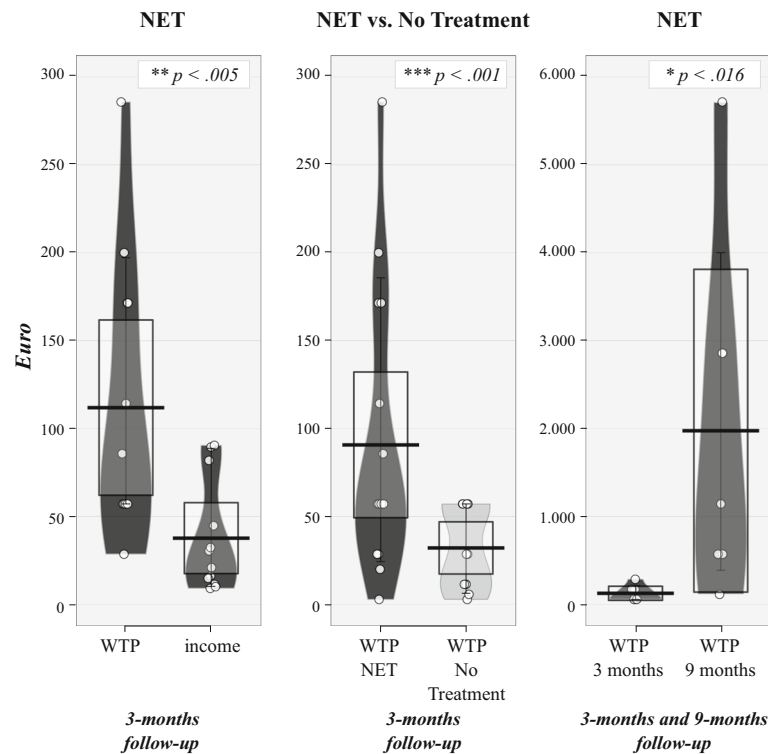 NET
NET vs. No Treatment
NET
** p < .005
*** p < .001
* p < .016
Euro
300
250
200
150
100
50
0
300
250
200
150
100
50
0
6.000
5.000
4.000
3.000
2.000
1.000
0
WTP
income
WTP
NET
WTP
No
Treatment
WTP
3 months
WTP
9 months
3-months
follow-up
3-months
follow-up
3-months and 9-months
follow-up